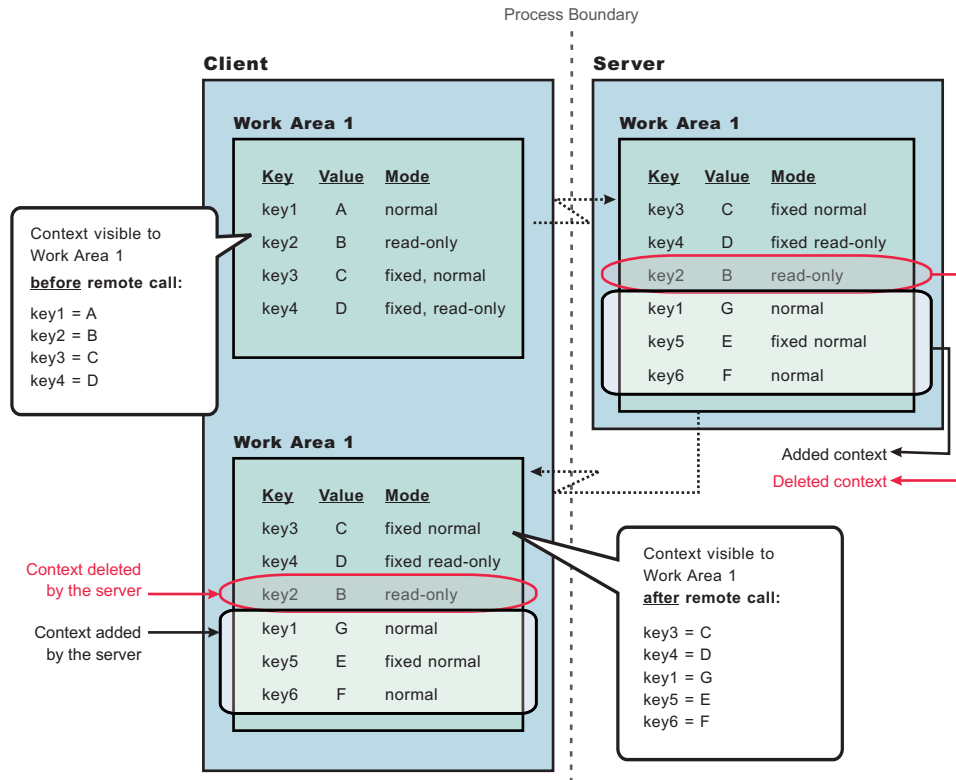 Process Boundary
Client
Work Area 1
Key Value Mode
key1 A normal
key2 B read-only
key3 C fixed, normal
key4 D fixed, read-only
Context visible to
Work Area 1
before remote call:
key1 = A
key2 = B
key3 = C
key4 = D
Server
Work Area 1
Key Value Mode
key3 C fixed normal
key4 D fixed read-only
key2 B read-only
key1 G normal
key5 E fixed normal
key6 F normal
Added context
Deleted context
Work Area 1
Key Value Mode
key3 C fixed normal
key4 D fixed read-only
key2 B read-only
key1 G normal
key5 E fixed normal
key6 F normal
Context deleted
by the server
Context added
by the server
Context visible to
Work Area 1
after remote call:
key3 = C
key4 = D
key1 = G
key5 = E
key6 = F